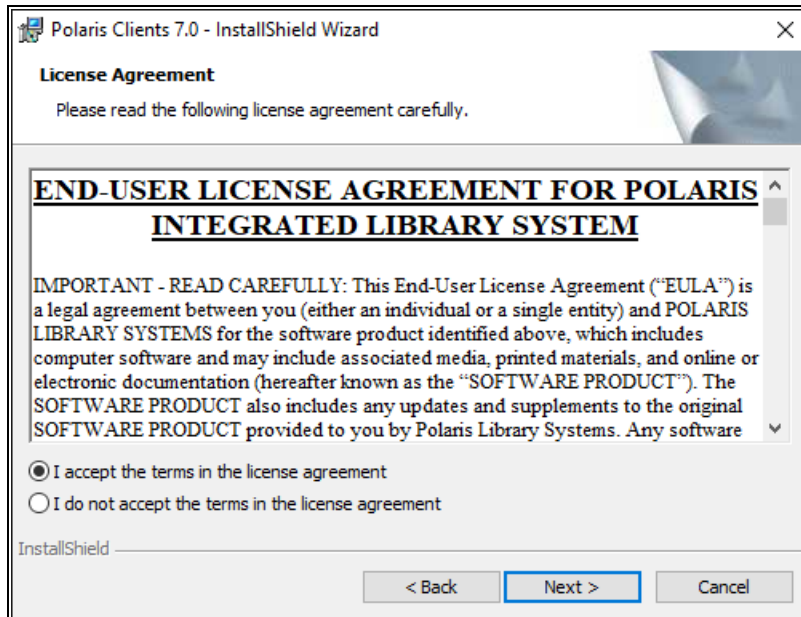 Polaris Clients 7.0 - InstallShield Wizard
License Agreement
Please read the following license agreement carefully.
END-USER LICENSE AGREEMENT FOR POLARIS
INTEGRATED LIBRARY SYSTEM
IMPORTANT - READ CAREFULLY: This End-User License Agreement (“EULA”) is
a legal agreement between you (either an individual or a single entity) and POLARIS
LIBRARY SYSTEMS for the software product identified above, which includes
computer software and may include associated media, printed materials, and online or
electronic documentation (hereafter known as the “SOFTWARE PRODUCT”). The
SOFTWARE PRODUCT also includes any updates and supplements to the original
SOFTWARE PRODUCT provided to you by Polaris Library Systems. Any software
I accept the terms in the license agreement
I do not accept the terms in the license agreement
InstallShield
< Back Next > Cancel